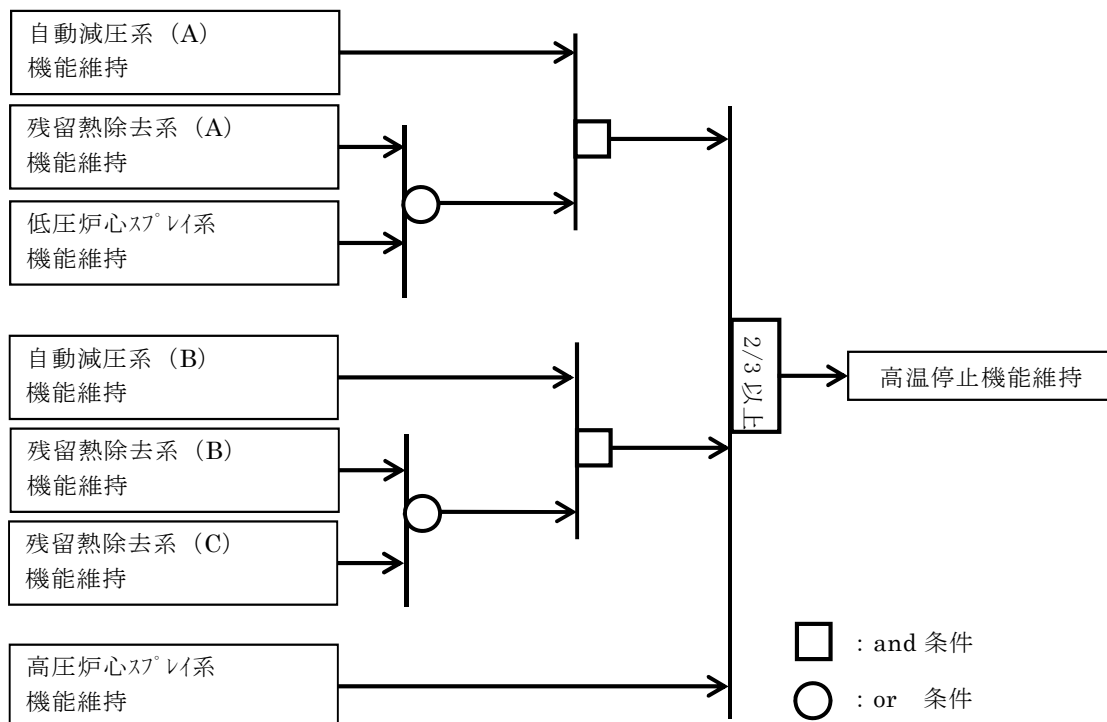 自動減圧系 (A)
機能維持
残留熱除去系 (A)
機能維持
低圧炉心ｽﾌﾟﾚｲ系
機能維持
自動減圧系 (B)
機能維持
残留熱除去系 (B)
機能維持
残留熱除去系 (C)
機能維持
高圧炉心ｽﾌﾟﾚｲ系
機能維持
2/3 以上
高温停止機能維持
: and 条件
: or 条件